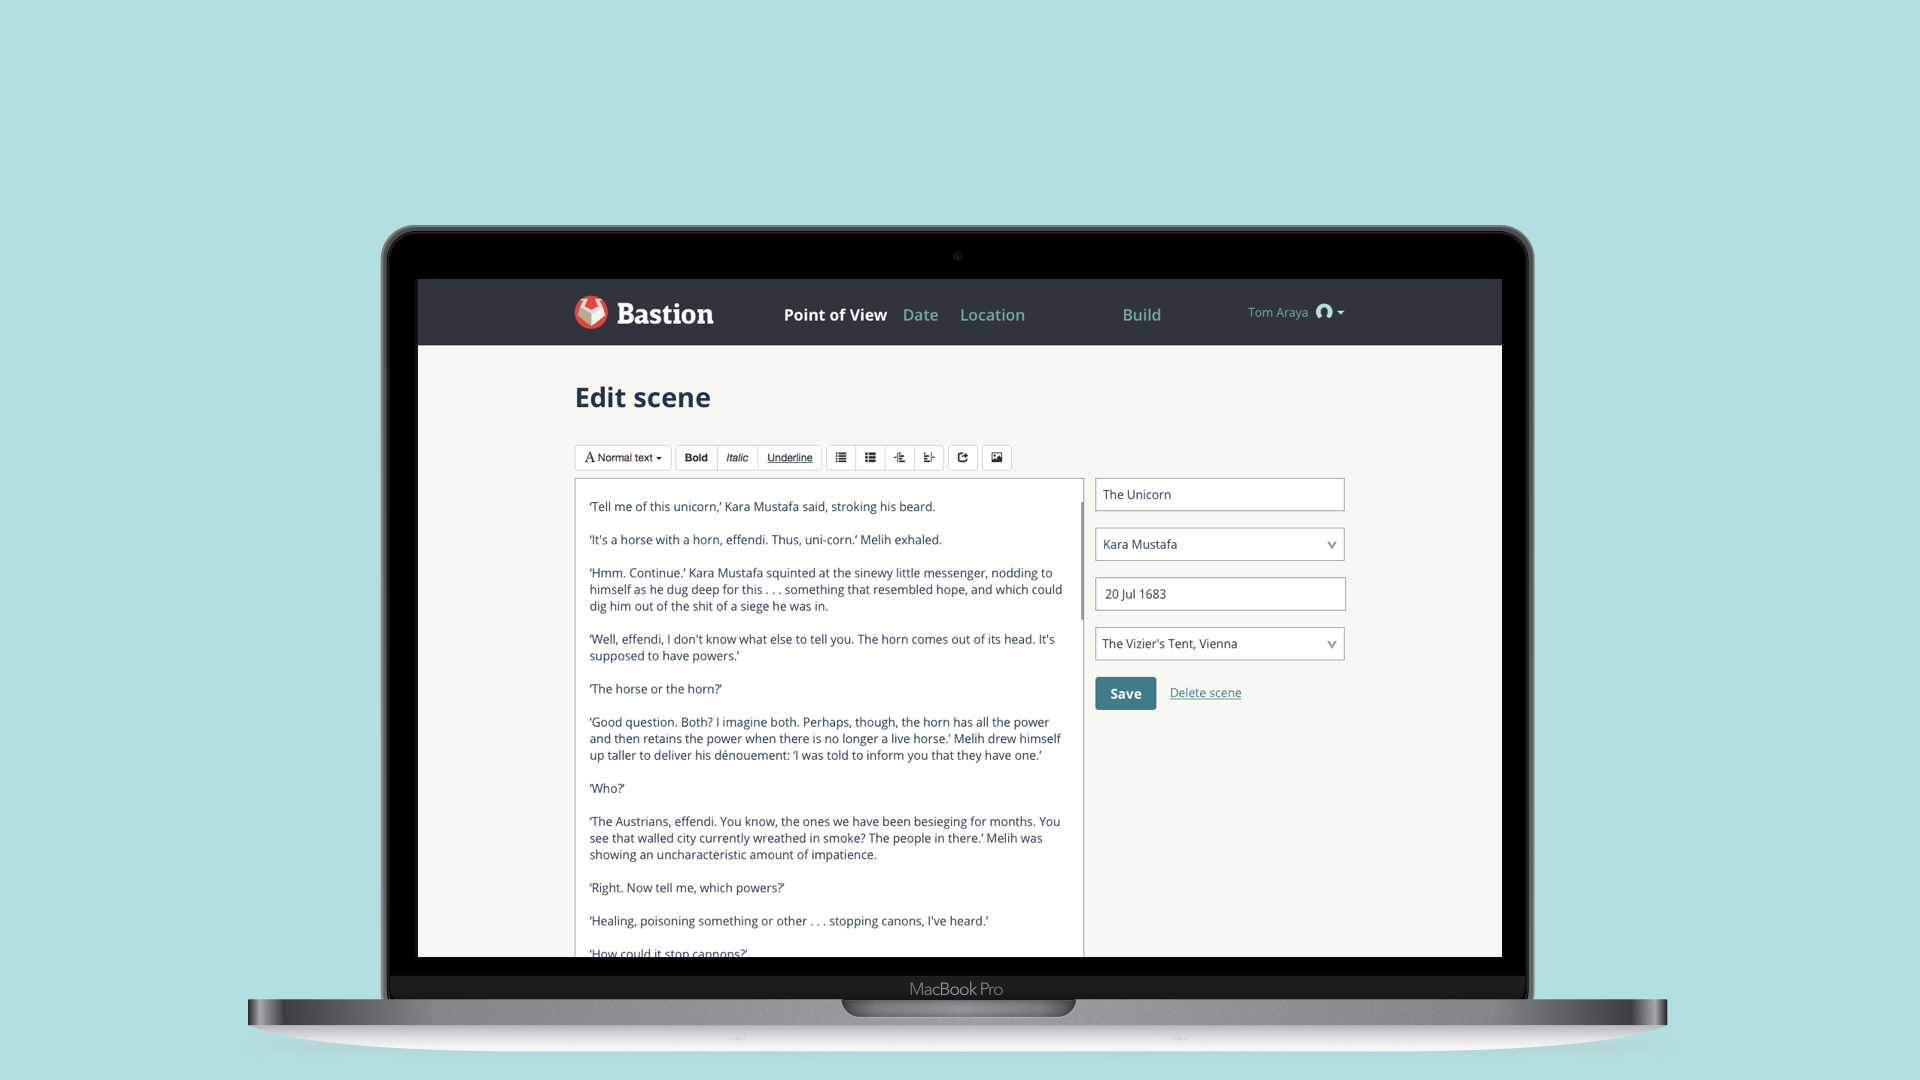 Bastion
Point of View Date Location Build Tom Araya
Edit scene
A Normal text Bold Italic Underline
‘Tell me of this unicorn,’ Kara Mustafa said, stroking his beard.
‘It's a horse with a horn, effendi. Thus, uni-corn.’ Melih exhaled.
‘Hmm. Continue.’ Kara Mustafa squinted at the sinewy little messenger, nodding to
himself as he dug deep for this . . . something that resembled hope, and which could
dig him out of the shit of a siege he was in.
‘Well, effendi, I don't know what else to tell you. The horn comes out of its head. It's
supposed to have powers.’
‘The horse or the horn?’
‘Good question. Both? I imagine both. Perhaps, though, the horn has all the power
and then retains the power when there is no longer a live horse.’ Melih drew himself
up taller to deliver his dénouement: ‘I was told to inform you that they have one.’
‘Who?’
‘The Austrians, effendi. You know, the ones we have been besieging for months. You
see that walled city currently wreathed in smoke? The people in there.’ Melih was
showing an uncharacteristic amount of impatience.
‘Right. Now tell me, which powers?’
‘Healing, poisoning something or other . . . stopping canons, I've heard.’
‘How could it stop cannons?’
The Unicorn
Kara Mustafa
20 Jul 1683
The Vizier's Tent, Vienna
Save Delete scene
MacBook Pro